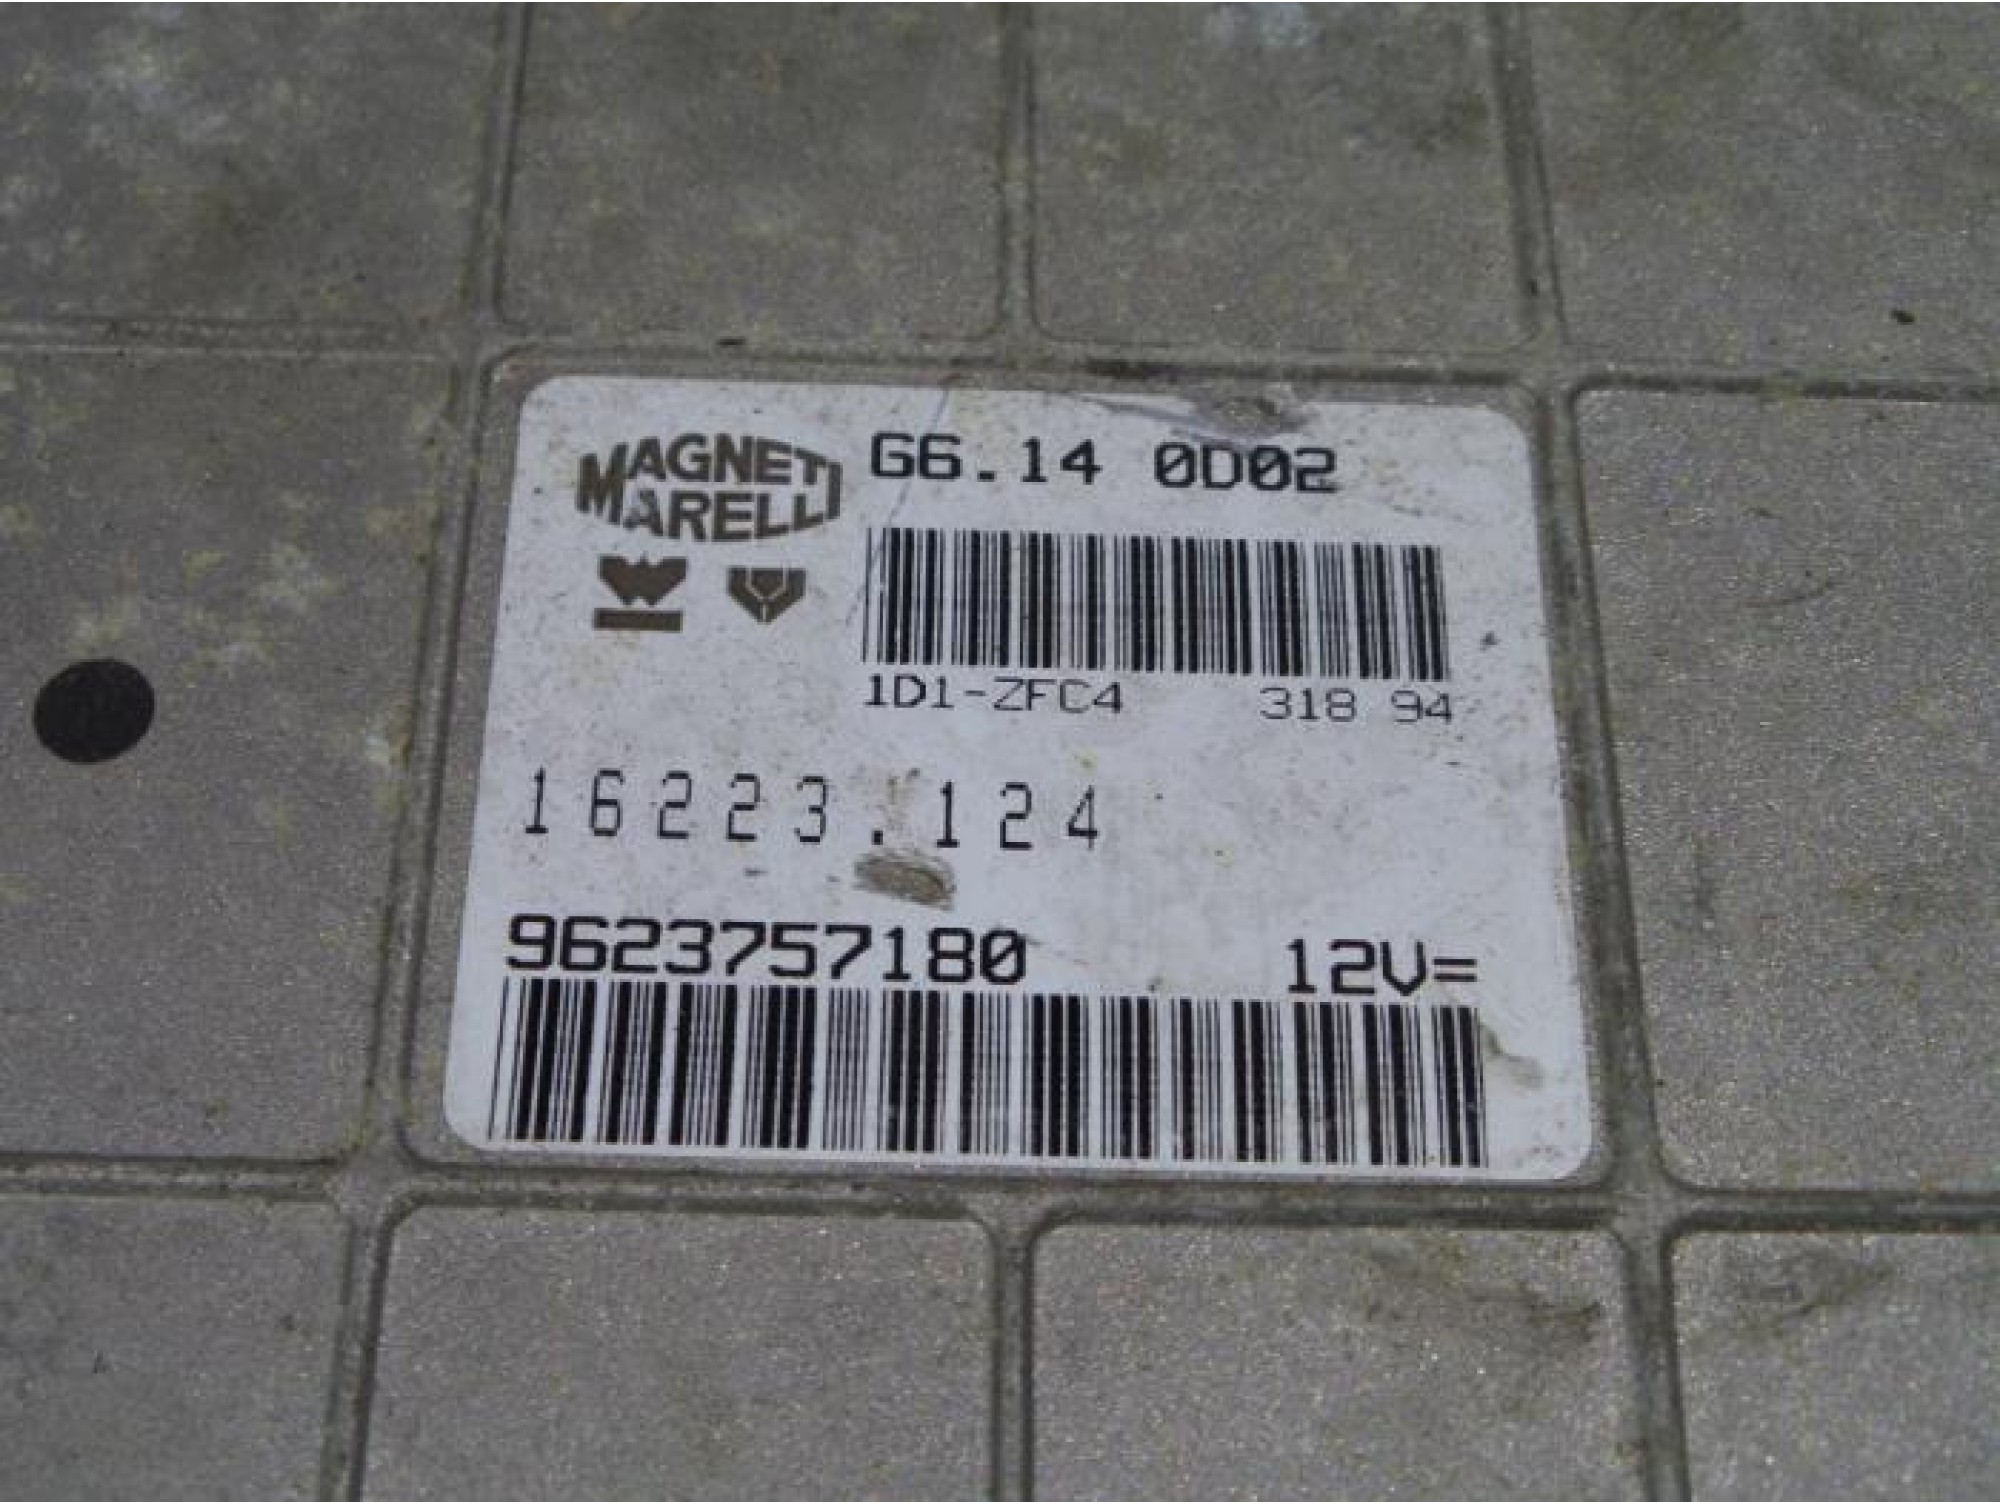 MAGNETI
MARELLI
G6.14 0D02
1D1-ZFC4 318 94
16223.124
9623757180 12V=